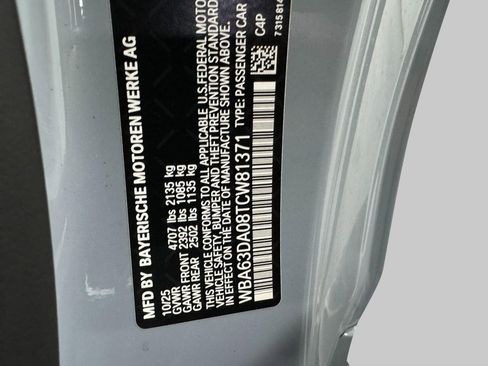 MFD BY BAYERISCHE MOTOREN WERKE AG
10/25
GVWR 4707 lbs 2135 kg
GAWR FRONT 2392 lbs 1085 kg
GAWR REAR 2502 lbs 1135 kg
THIS VEHICLE CONFORMS TO ALL APPLICABLE U.S. FEDERAL MOTOR
VEHICLE SAFETY, BUMPER AND THEFT PREVENTION STANDARDS
IN EFFECT ON THE DATE OF MANUFACTURE SHOWN ABOVE.
WBA63DA08TCW81371 TYPE: PASSENGER CAR
C4P
7315814